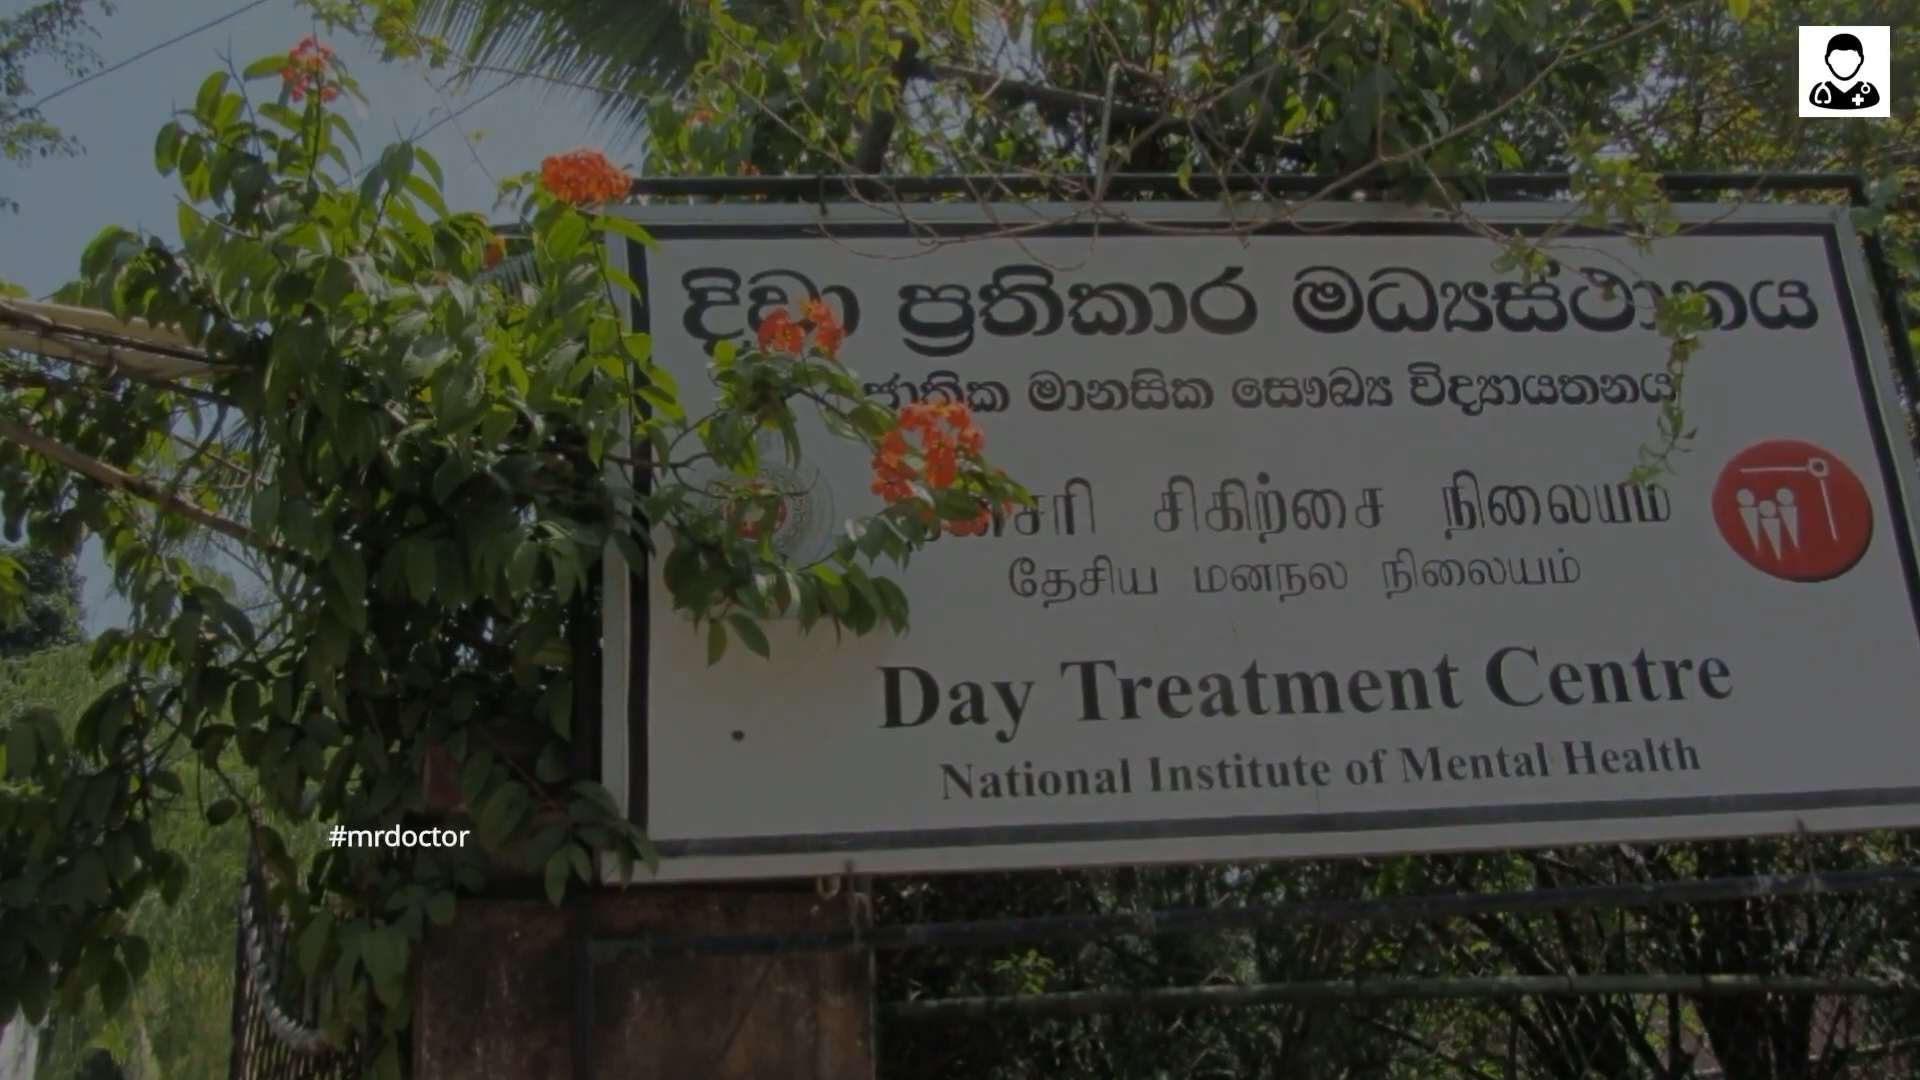 දිවා ප්‍රතිකාර මධ්‍යස්ථානය
ජාතික මානසික සෞඛ්‍ය විද්‍යායතනය
சிகிற்சை நிலையம்
தேசிய மனநல நிலையம்
Day Treatment Centre
National Institute of Mental Health
#mrdoctor